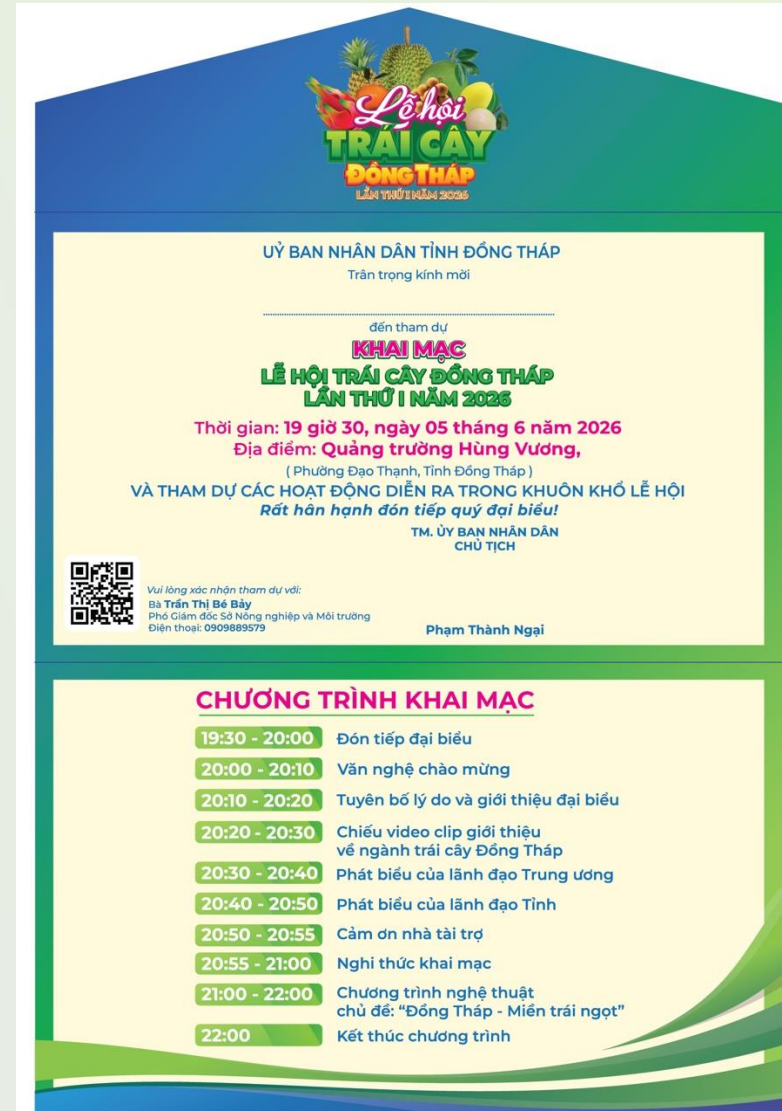 Lễ hội
TRÁI CÂY
ĐỒNG THÁP
LẦN THỨ I NĂM 2026
UỶ BAN NHÂN DÂN TỈNH ĐỒNG THÁP
Trân trọng kính mời
đến tham dự
KHAI MẠC
LỄ HỘI TRÁI CÂY ĐỒNG THÁP
LẦN THỨ I NĂM 2026
Thời gian: 19 giờ 30, ngày 05 tháng 6 năm 2026
Địa điểm: Quảng trường Hùng Vương,
( Phường Đạo Thạnh, Tỉnh Đồng Tháp )
VÀ THAM DỰ CÁC HOẠT ĐỘNG DIỄN RA TRONG KHUÔN KHỔ LỄ HỘI
Rất hân hạnh đón tiếp quý đại biểu!
TM. ỦY BAN NHÂN DÂN
CHỦ TỊCH
Vui lòng xác nhận tham dự với:
Bà Trần Thị Bé Bảy
Phó Giám đốc Sở Nông nghiệp và Môi trường
Điện thoại: 0909889579
Phạm Thành Ngại
CHƯƠNG TRÌNH KHAI MẠC
19:30 - 20:00 Đón tiếp đại biểu
20:00 - 20:10 Văn nghệ chào mừng
20:10 - 20:20 Tuyên bố lý do và giới thiệu đại biểu
20:20 - 20:30 Chiếu video clip giới thiệu
về ngành trái cây Đồng Tháp
20:30 - 20:40 Phát biểu của lãnh đạo Trung ương
20:40 - 20:50 Phát biểu của lãnh đạo Tỉnh
20:50 - 20:55 Cảm ơn nhà tài trợ
20:55 - 21:00 Nghi thức khai mạc
21:00 - 22:00 Chương trình nghệ thuật
chủ đề: “Đồng Tháp - Miền trái ngọt”
22:00 Kết thúc chương trình